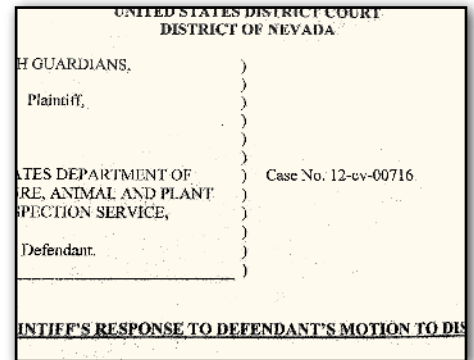 UNITED STATES DISTRICT COURT
DISTRICT OF NEVADA
H GUARDIANS, )
)
Plaintiff, )
)
)
)
ATES DEPARTMENT OF ) Case No. 12-cv-00716
RE, ANIMAL AND PLANT )
SPECTION SERVICE, )
)
Defendant. )
)
INTIFF'S RESPONSE TO DEFENDANT'S MOTION TO DIS